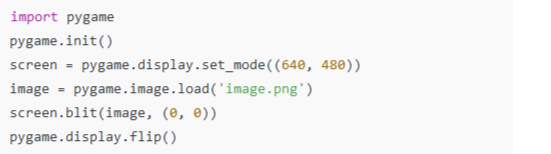 import pygame
pygame.init()
screen = pygame.display.set_mode((640, 480))
image = pygame.image.load('image.png')
screen.blit(image, (0, 0))
pygame.display.flip()